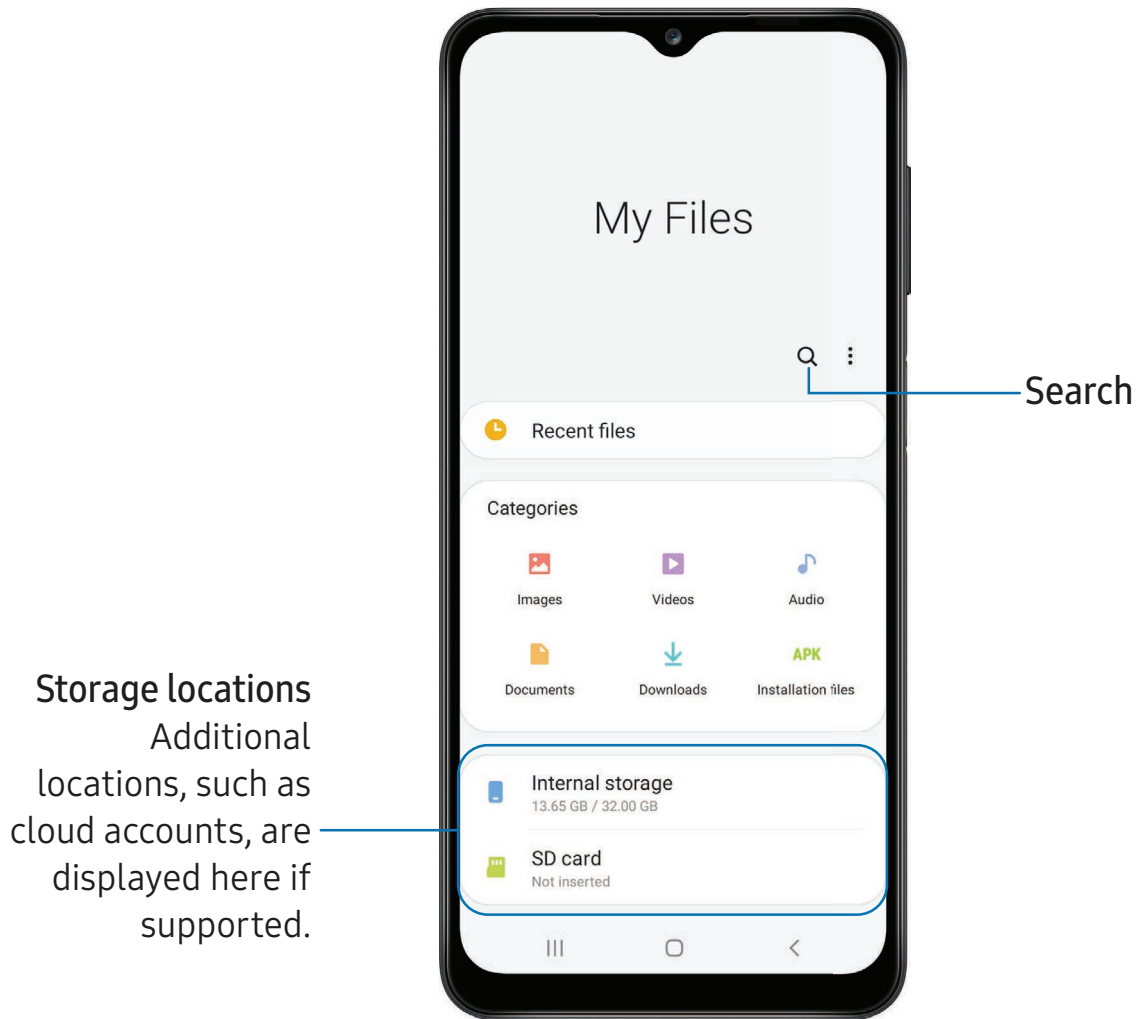 My Files
Search
Recent files
Categories
Images
Videos
Audio
APK
Documents
Downloads
Installation files
Storage locations
Additional
locations, such as
cloud accounts, are
displayed here if
supported.
Internal storage
13.65 GB / 32.00 GB
SD card
Not inserted